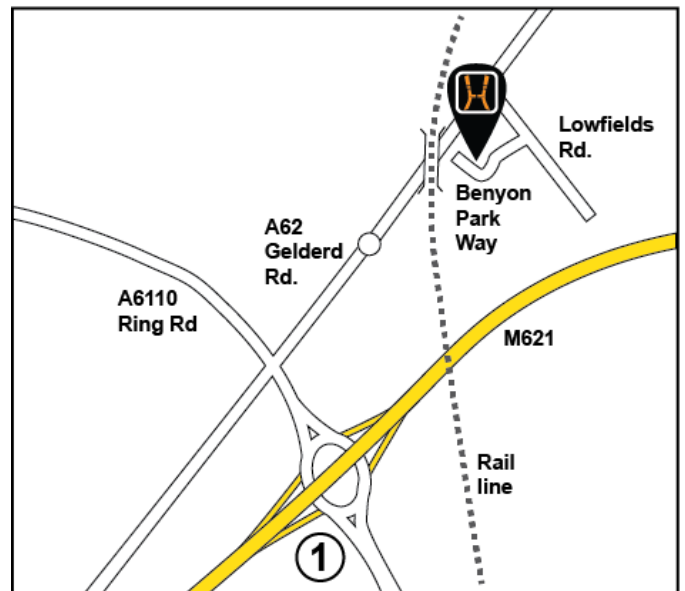 Lowfields
Rd.
Benyon
Park
Way
A62
Gelderd
Rd.
A6110
Ring Rd
M621
Rail
line
1